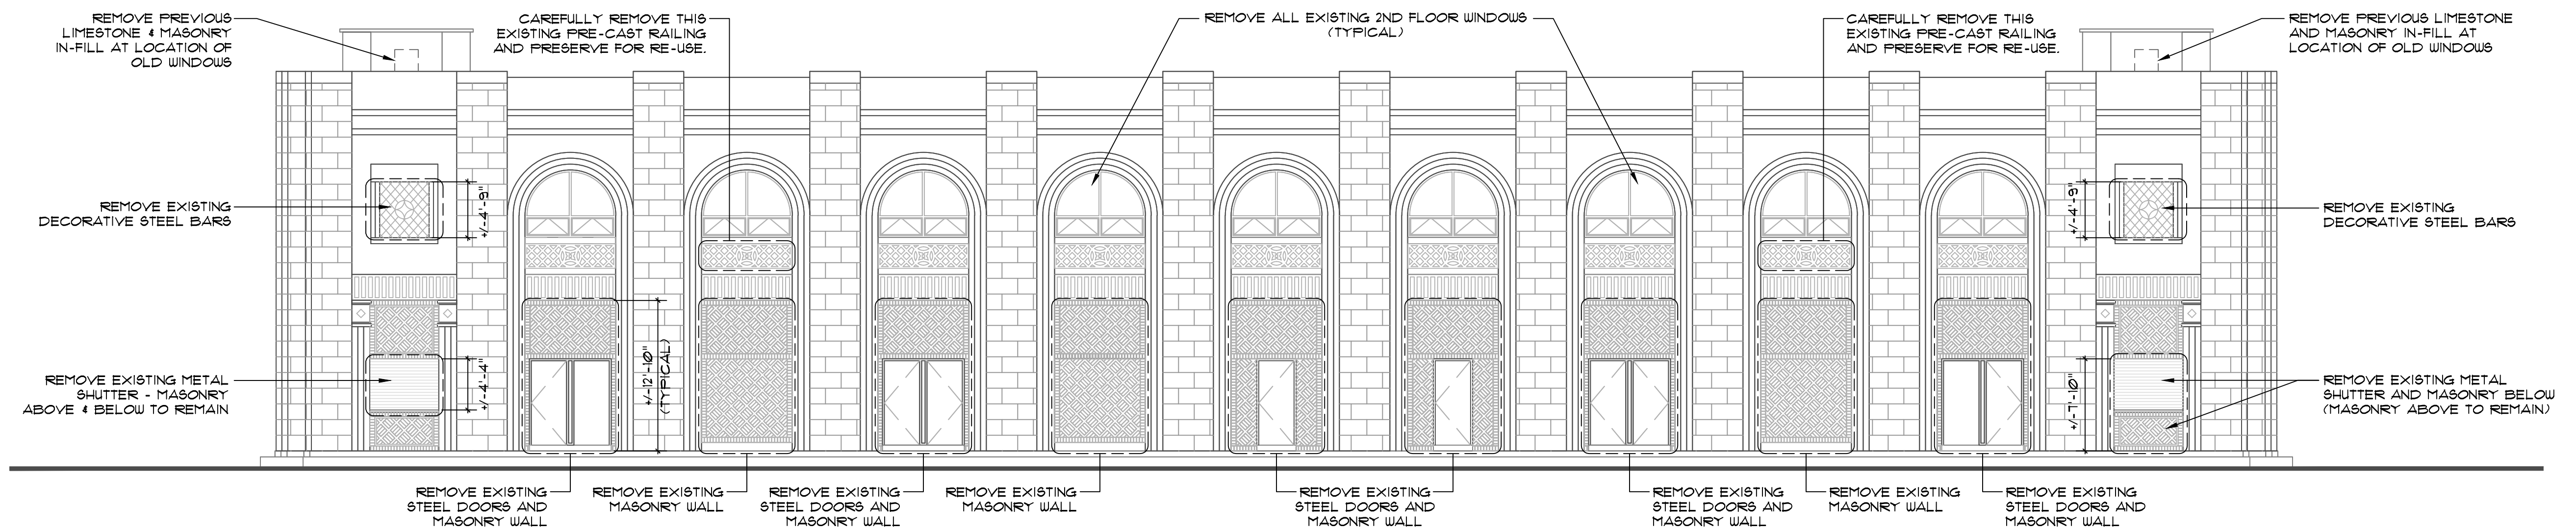 REMOVE PREVIOUS
LIMESTONE & MASONRY
IN-FILL AT LOCATION OF
OLD WINDOWS
CAREFULLY REMOVE THIS
EXISTING PRE-CAST RAILING
AND PRESERVE FOR RE-USE.
REMOVE ALL EXISTING 2ND FLOOR WINDOWS
(TYPICAL)
CAREFULLY REMOVE THIS
EXISTING PRE-CAST RAILING
AND PRESERVE FOR RE-USE.
REMOVE PREVIOUS LIMESTONE
AND MASONRY IN-FILL AT
LOCATION OF OLD WINDOWS
REMOVE EXISTING
DECORATIVE STEEL BARS
+/-4'-9"
+/-4'-9"
REMOVE EXISTING
DECORATIVE STEEL BARS
REMOVE EXISTING METAL
SHUTTER - MASONRY
ABOVE & BELOW TO REMAIN
+/-4'-4"
+/-12'-10"
(TYPICAL)
+/-7'-10"
REMOVE EXISTING METAL
SHUTTER AND MASONRY BELOW
(MASONRY ABOVE TO REMAIN)
REMOVE EXISTING
STEEL DOORS AND
MASONRY WALL
REMOVE EXISTING
MASONRY WALL
REMOVE EXISTING
STEEL DOORS AND
MASONRY WALL
REMOVE EXISTING
MASONRY WALL
REMOVE EXISTING
STEEL DOORS AND
MASONRY WALL
REMOVE EXISTING
STEEL DOORS AND
MASONRY WALL
REMOVE EXISTING
MASONRY WALL
REMOVE EXISTING
STEEL DOORS AND
MASONRY WALL